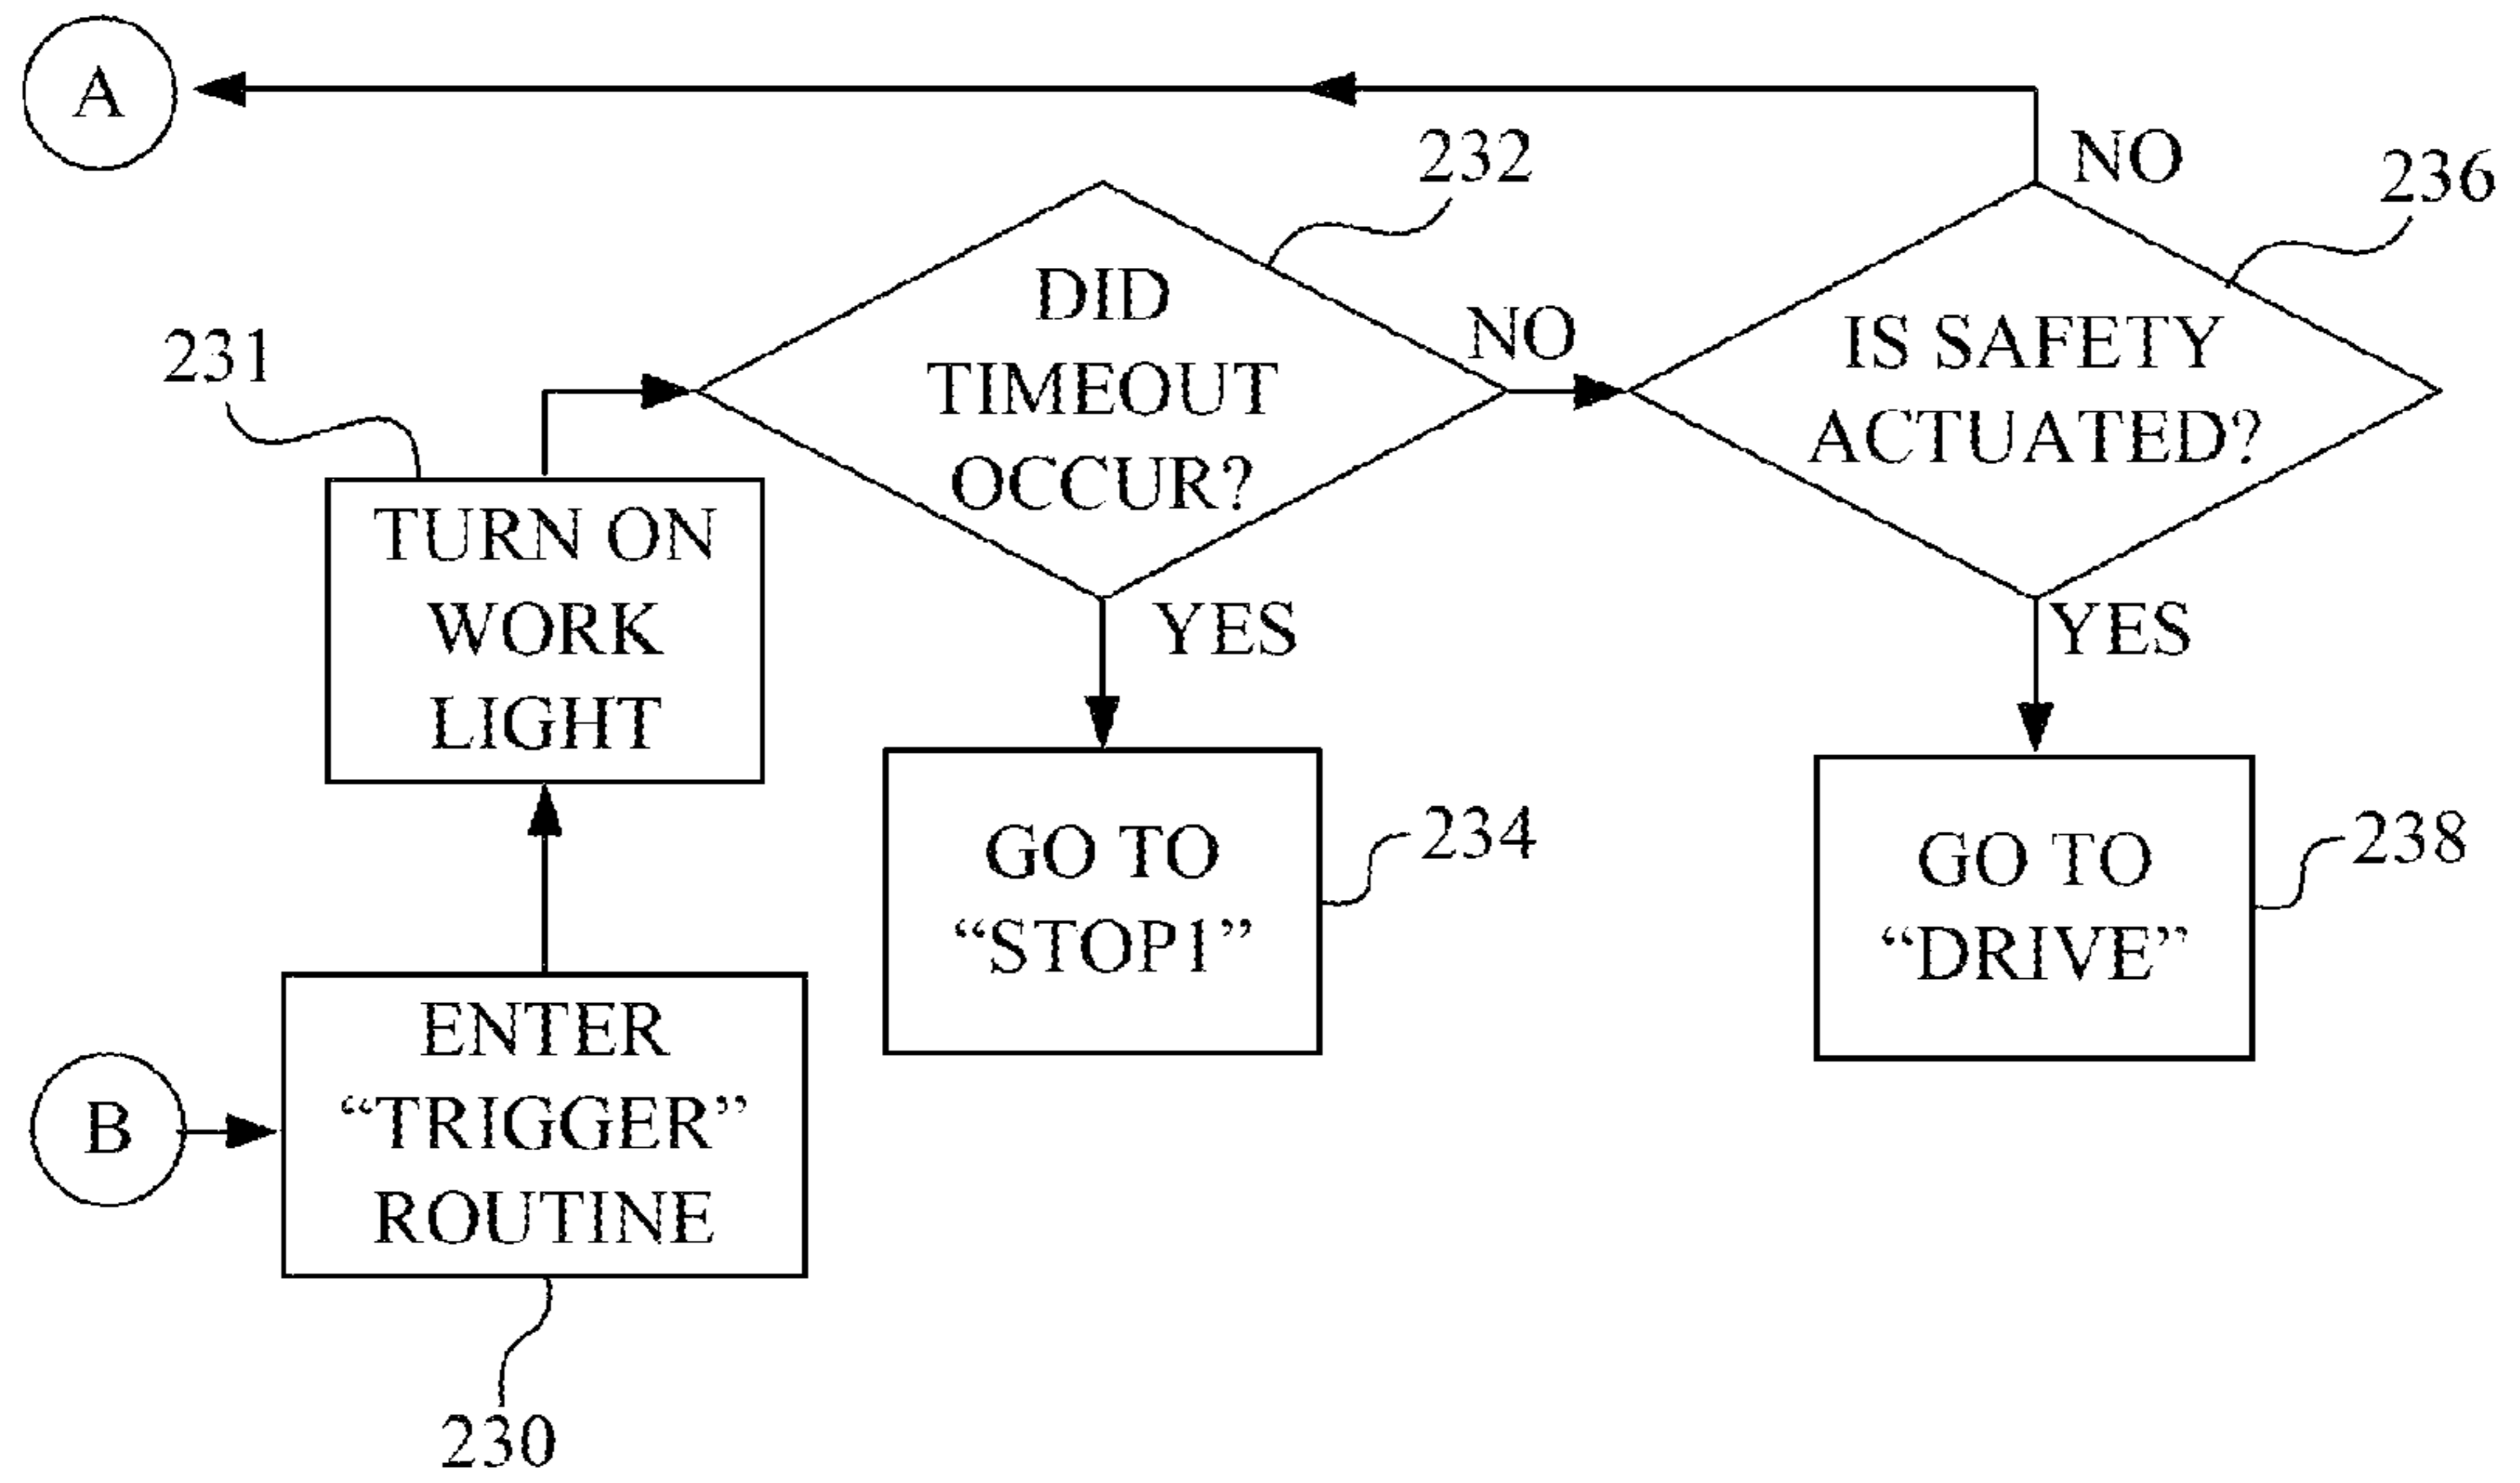 A
232
NO
236
DID
TIMEOUT
OCCUR?
NO
IS SAFETY
ACTUATED?
231
TURN ON
WORK
LIGHT
YES
YES
GO TO
“STOP1”
234
GO TO
“DRIVE”
238
B
ENTER
“TRIGGER”
ROUTINE
230